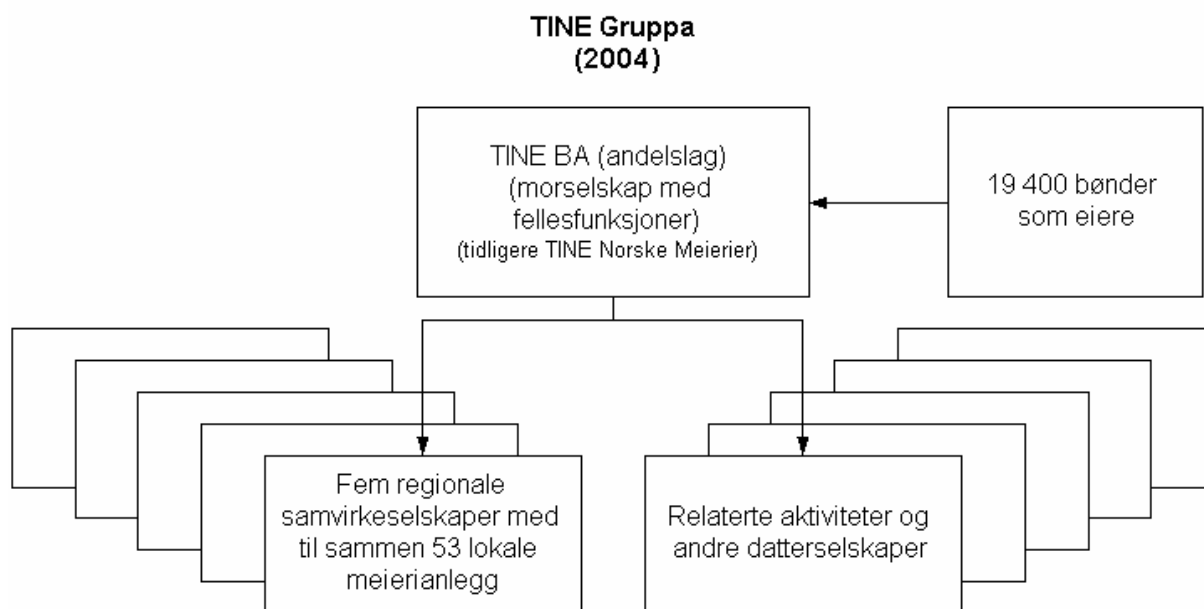 TINE Gruppa
(2004)
TINE BA (andelslag)
(morselskap med
fellesfunksjoner)
(tidligere TINE Norske Meierier)
19 400 bønder
som eiere
Fem regionale
samvirkeselskaper med
til sammen 53 lokale
meierianlegg
Relaterte aktiviteter og
andre datterselskaper